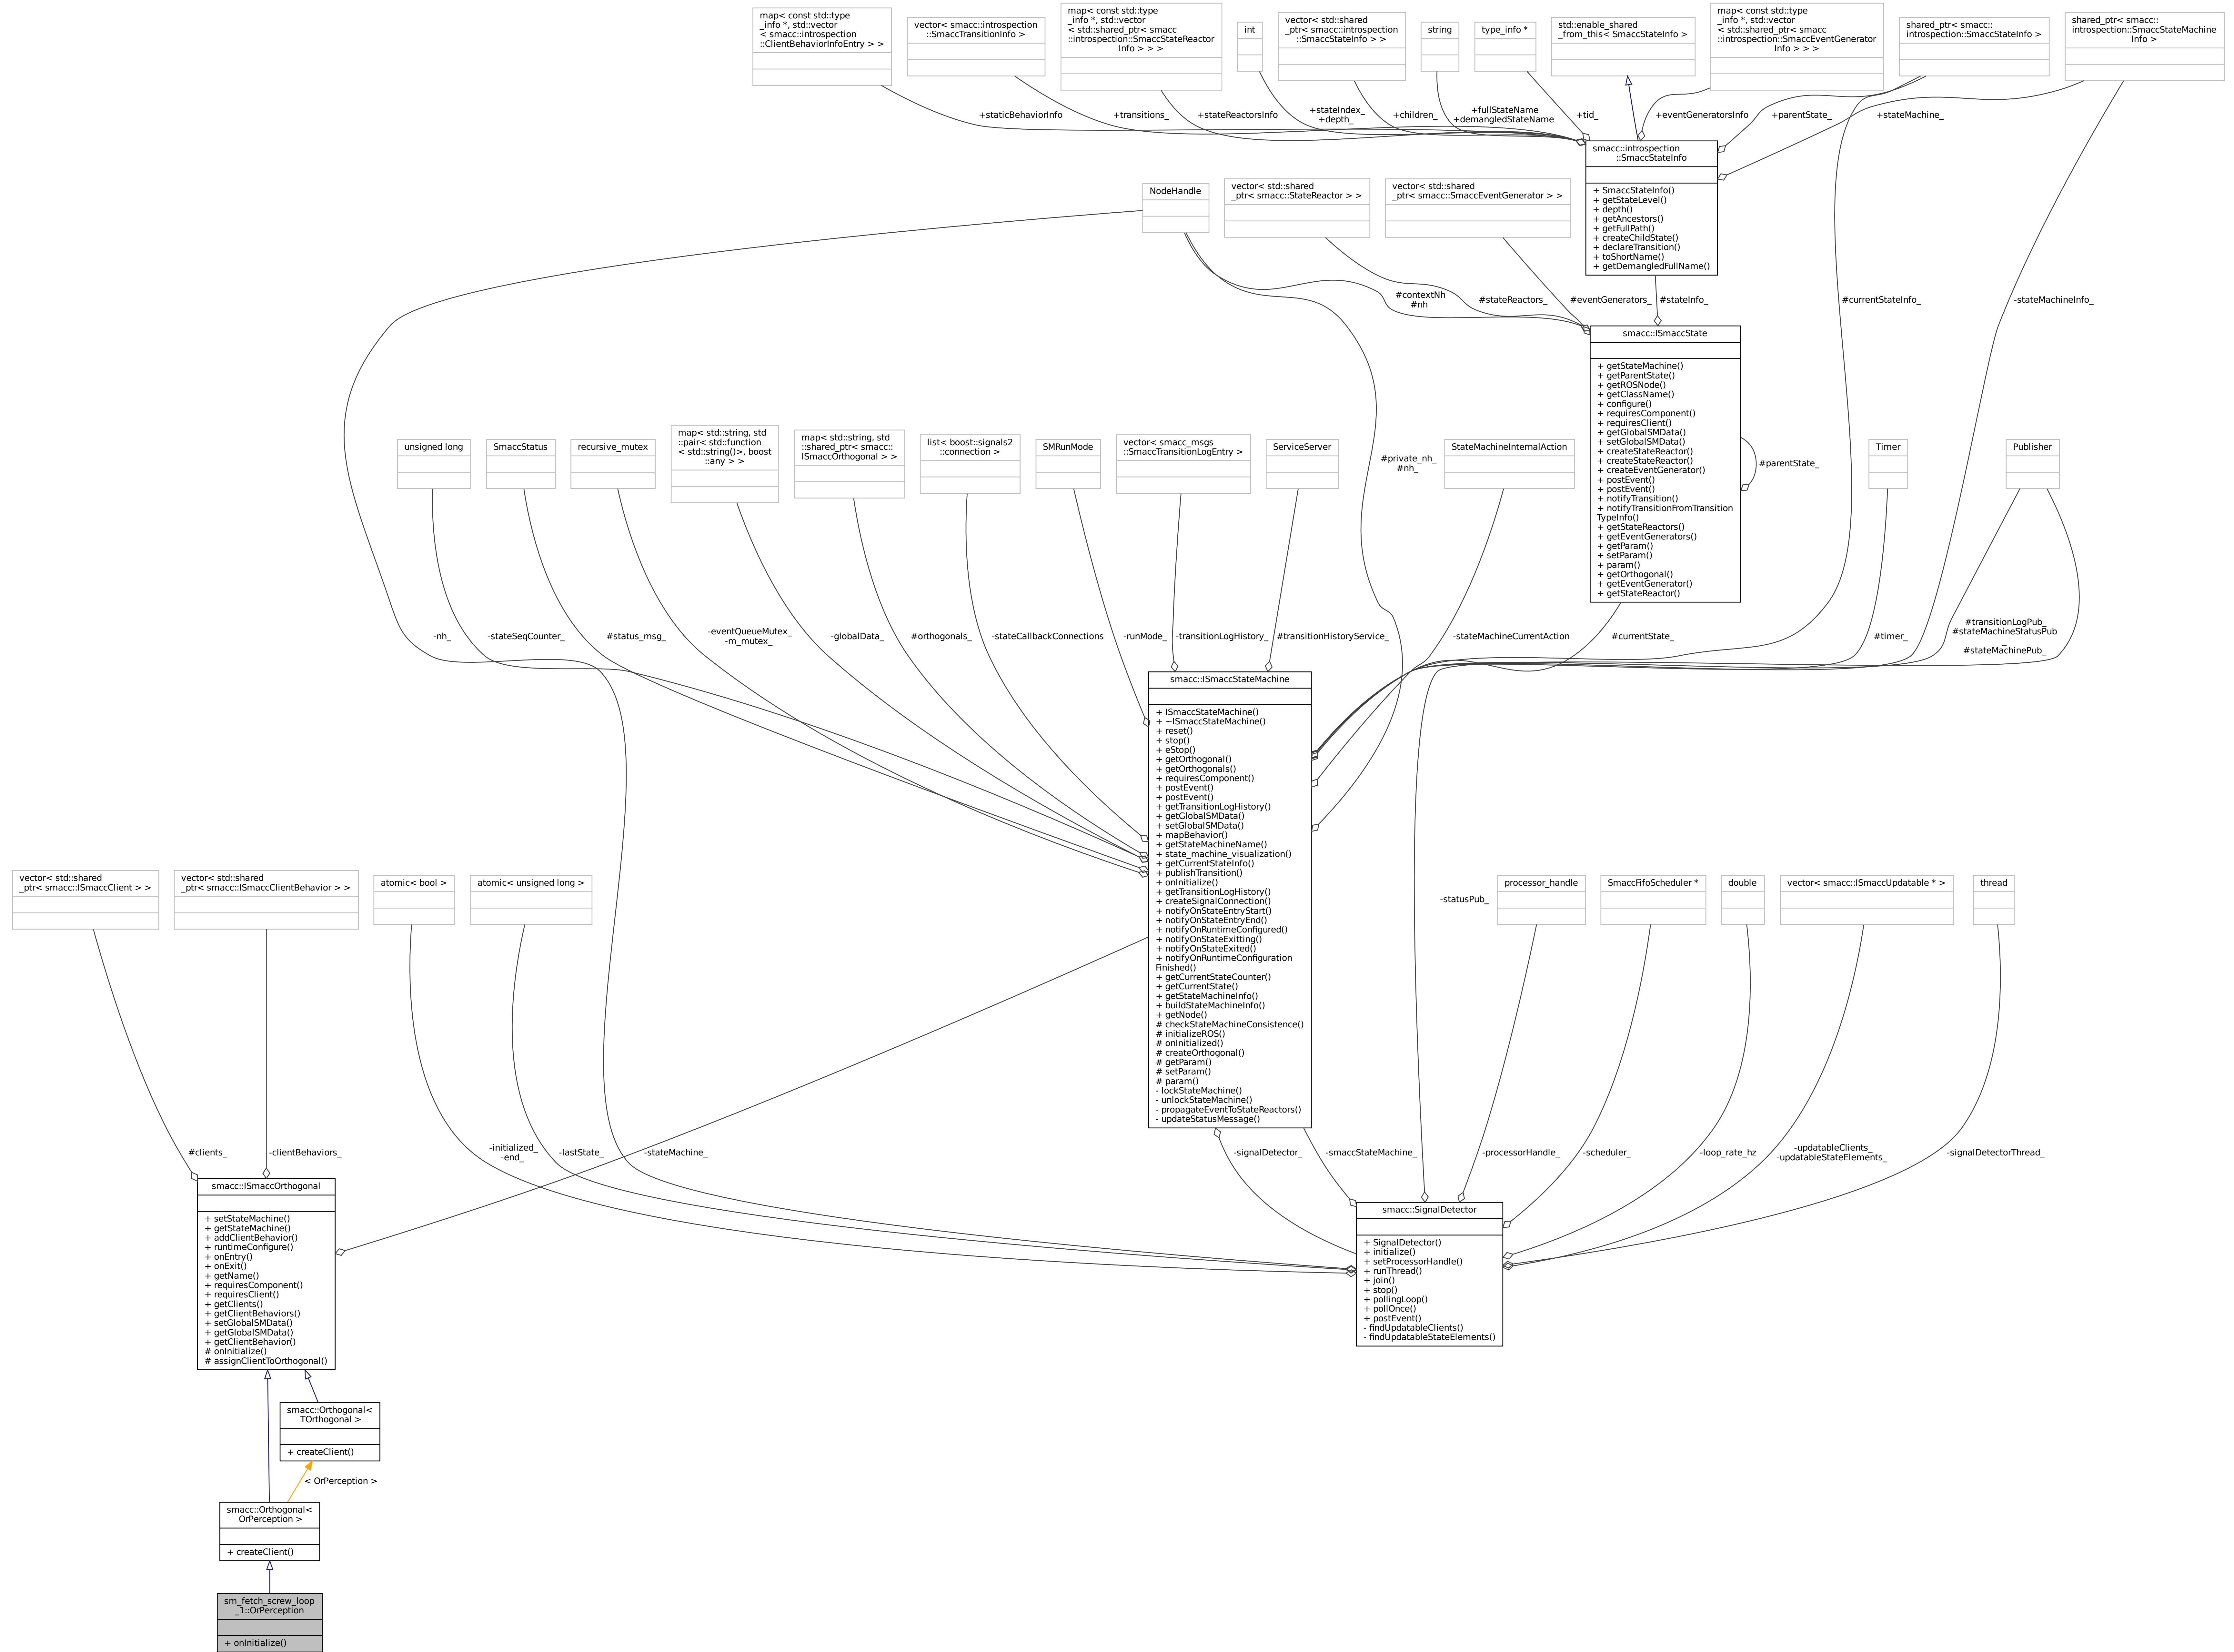 map< const std::type
_info *, std::vector
< smacc::introspection
::ClientBehaviorInfoEntry > >
vector< smacc::introspection
::SmaccTransitionInfo >
map< const std::type
_info *, std::vector
< std::shared_ptr< smacc
::introspection::SmaccStateReactor
Info > > >
int
vector< std::shared
_ptr< smacc::introspection
::SmaccStateInfo > >
string
type_info *
std::enable_shared
_from_this< SmaccStateInfo >
map< const std::type
_info *, std::vector
< std::shared_ptr< smacc
::introspection::SmaccEventGenerator
Info > > >
shared_ptr< smacc::
introspection::SmaccStateInfo >
shared_ptr< smacc::
introspection::SmaccStateMachine
Info >
+staticBehaviorInfo
+transitions_
+stateReactorsInfo
+stateIndex_
+depth_
+children_
+fullStateName
+demangledStateName
+tid_
+eventGeneratorsInfo
+parentState_
+stateMachine_
smacc::introspection
::SmaccStateInfo
+ SmaccStateInfo()
+ getStateLevel()
+ depth()
+ getAncestors()
+ getFullPath()
+ createChildState()
+ declareTransition()
+ toShortName()
+ getDemangledFullName()
NodeHandle
vector< std::shared
_ptr< smacc::StateReactor > >
vector< std::shared
_ptr< smacc::SmaccEventGenerator > >
#contextNh
#nh
#stateReactors_
#eventGenerators_
#stateInfo_
#currentStateInfo_
-stateMachineInfo_
smacc::ISmaccState
+ getStateMachine()
+ getParentState()
+ getROSNode()
+ getClassName()
+ configure()
+ requiresComponent()
+ requiresClient()
+ getGlobalSMData()
+ setGlobalSMData()
+ createStateReactor()
+ createStateReactor()
+ createEventGenerator()
+ postEvent()
+ postEvent()
+ notifyTransition()
+ notifyTransitionFromTransition
TypeInfo()
+ getStateReactors()
+ getEventGenerators()
+ getParam()
+ setParam()
+ param()
+ getOrthogonal()
+ getEventGenerator()
+ getStateReactor()
#parentState_
unsigned long
SmaccStatus
recursive_mutex
map< std::string, std
::pair< std::function
< std::string()>, boost
::any > >
map< std::string, std
::shared_ptr< smacc::
ISmaccOrthogonal > >
list< boost::signals2
::connection >
SMRunMode
vector< smacc_msgs
::SmaccTransitionLogEntry >
ServiceServer
#private_nh_
#nh_
StateMachineInternalAction
Timer
Publisher
-nh_
-stateSeqCounter_
#status_msg_
-eventQueueMutex_
-m_mutex_
-globalData_
#orthogonals_
-stateCallbackConnections
-runMode_
-transitionLogHistory_
#transitionHistoryService_
-stateMachineCurrentAction
#currentState_
#timer_
#transitionLogPub_
#stateMachineStatusPub
_
#stateMachinePub_
smacc::ISmaccStateMachine
+ ISmaccStateMachine()
+ ~ISmaccStateMachine()
+ reset()
+ stop()
+ eStop()
+ getOrthogonal()
+ getOrthogonals()
+ requiresComponent()
+ postEvent()
+ postEvent()
+ getTransitionLogHistory()
+ getGlobalSMData()
+ setGlobalSMData()
+ mapBehavior()
+ getStateMachineName()
+ state_machine_visualization()
+ getCurrentStateInfo()
+ publishTransition()
+ onInitialize()
+ getTransitionLogHistory()
+ createSignalConnection()
+ notifyOnStateEntryStart()
+ notifyOnStateEntryEnd()
+ notifyOnRuntimeConfigured()
+ notifyOnStateExitting()
+ notifyOnStateExited()
+ notifyOnRuntimeConfiguration
Finished()
+ getCurrentStateCounter()
+ getCurrentState()
+ getStateMachineInfo()
+ buildStateMachineInfo()
+ getNode()
# checkStateMachineConsistence()
# initializeROS()
# onInitialized()
# createOrthogonal()
# getParam()
# setParam()
# param()
- lockStateMachine()
- unlockStateMachine()
- propagateEventToStateReactors()
- updateStatusMessage()
vector< std::shared
_ptr< smacc::ISmaccClient > >
vector< std::shared
_ptr< smacc::ISmaccClientBehavior > >
atomic< bool >
atomic< unsigned long >
-statusPub_
processor_handle
SmaccFifoScheduler *
double
vector< smacc::ISmaccUpdatable * >
thread
#clients_
-clientBehaviors_
-initialized_
-end_
-lastState_
-stateMachine_
-signalDetector_
-smaccStateMachine_
-processorHandle_
-scheduler_
-loop_rate_hz
-updatableClients_
-updatableStateElements_
-signalDetectorThread_
smacc::ISmaccOrthogonal
+ setStateMachine()
+ getStateMachine()
+ addClientBehavior()
+ runtimeConfigure()
+ onEntry()
+ onExit()
+ getName()
+ requiresComponent()
+ requiresClient()
+ getClients()
+ getClientBehaviors()
+ setGlobalSMData()
+ getGlobalSMData()
+ getClientBehavior()
# onInitialize()
# assignClientToOrthogonal()
smacc::SignalDetector
+ SignalDetector()
+ initialize()
+ setProcessorHandle()
+ runThread()
+ join()
+ stop()
+ pollingLoop()
+ pollOnce()
+ postEvent()
- findUpdatableClients()
- findUpdatableStateElements()
smacc::Orthogonal<
TOrthogonal >
+ createClient()
< OrPerception >
smacc::Orthogonal<
OrPerception >
+ createClient()
sm_fetch_screw_loop
_1::OrPerception
+ onInitialize()